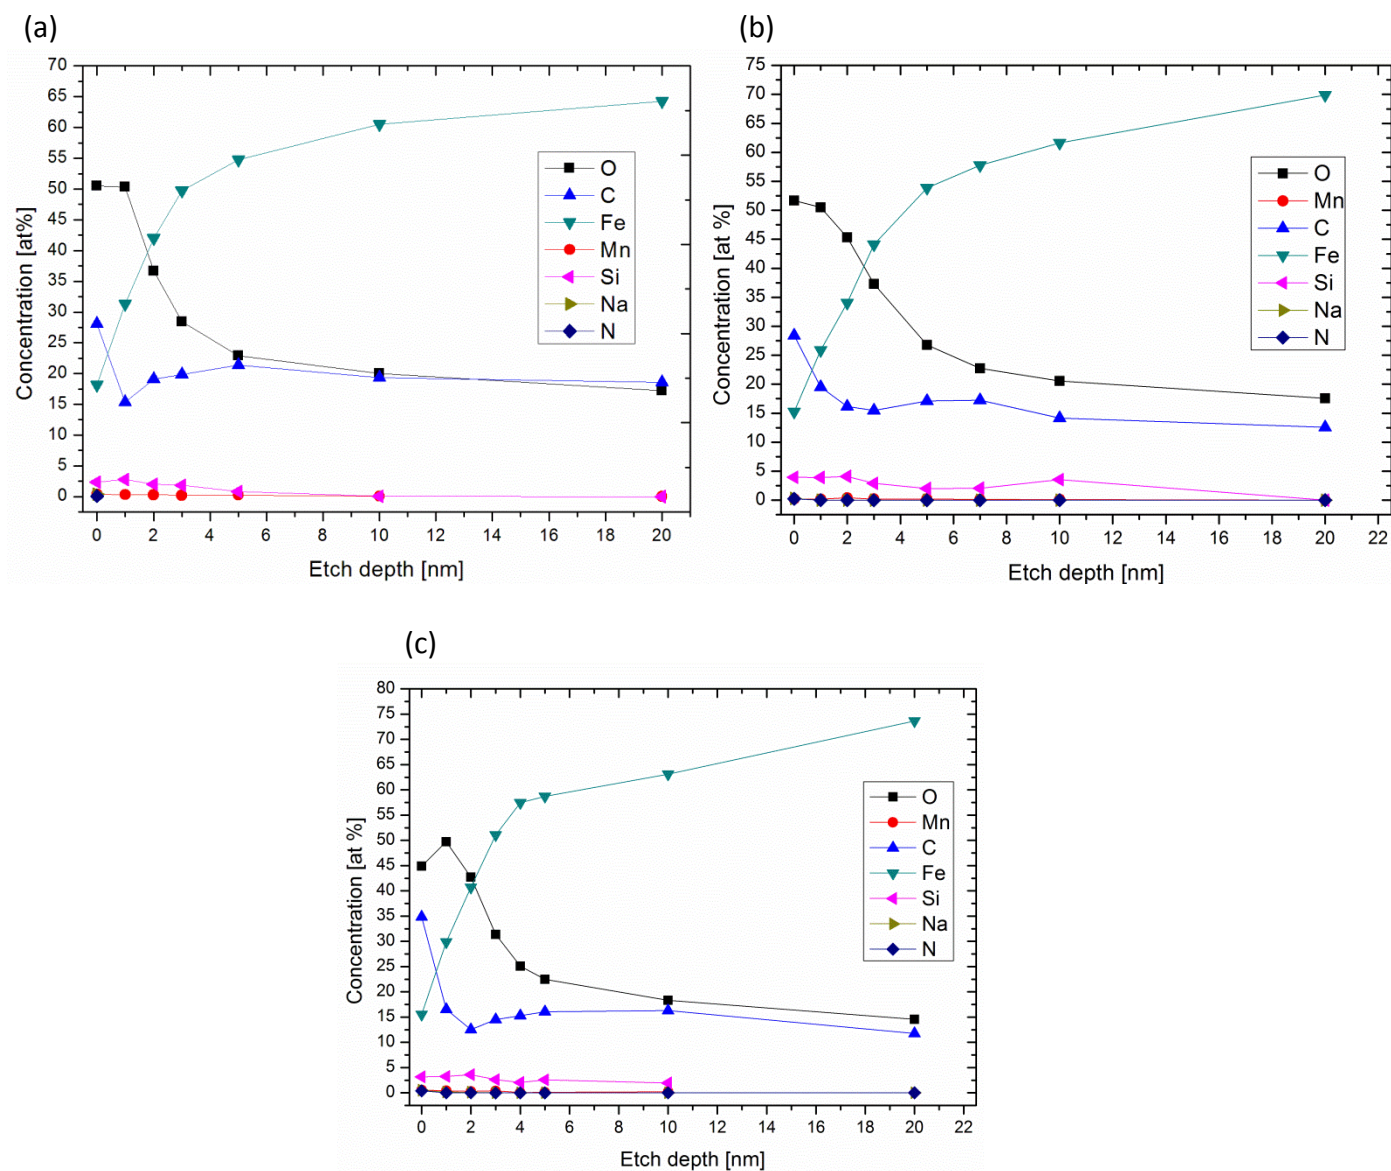 (a)
70
65
60
55
50
45
40
35
30
25
20
15
10
5
0
Concentration [at%]
O
C
Fe
Mn
Si
Na
N
0 2 4 6 8 10 12 14 16 18 20
Etch depth [nm]
(b)
75
70
65
60
55
50
45
40
35
30
25
20
15
10
5
0
Concentration [at %]
O
Mn
C
Fe
Si
Na
N
0 2 4 6 8 10 12 14 16 18 20 22
Etch depth [nm]
(c)
80
75
70
65
60
55
50
45
40
35
30
25
20
15
10
5
0
Concentration [at %]
O
Mn
C
Fe
Si
Na
N
0 2 4 6 8 10 12 14 16 18 20 22
Etch depth [nm]